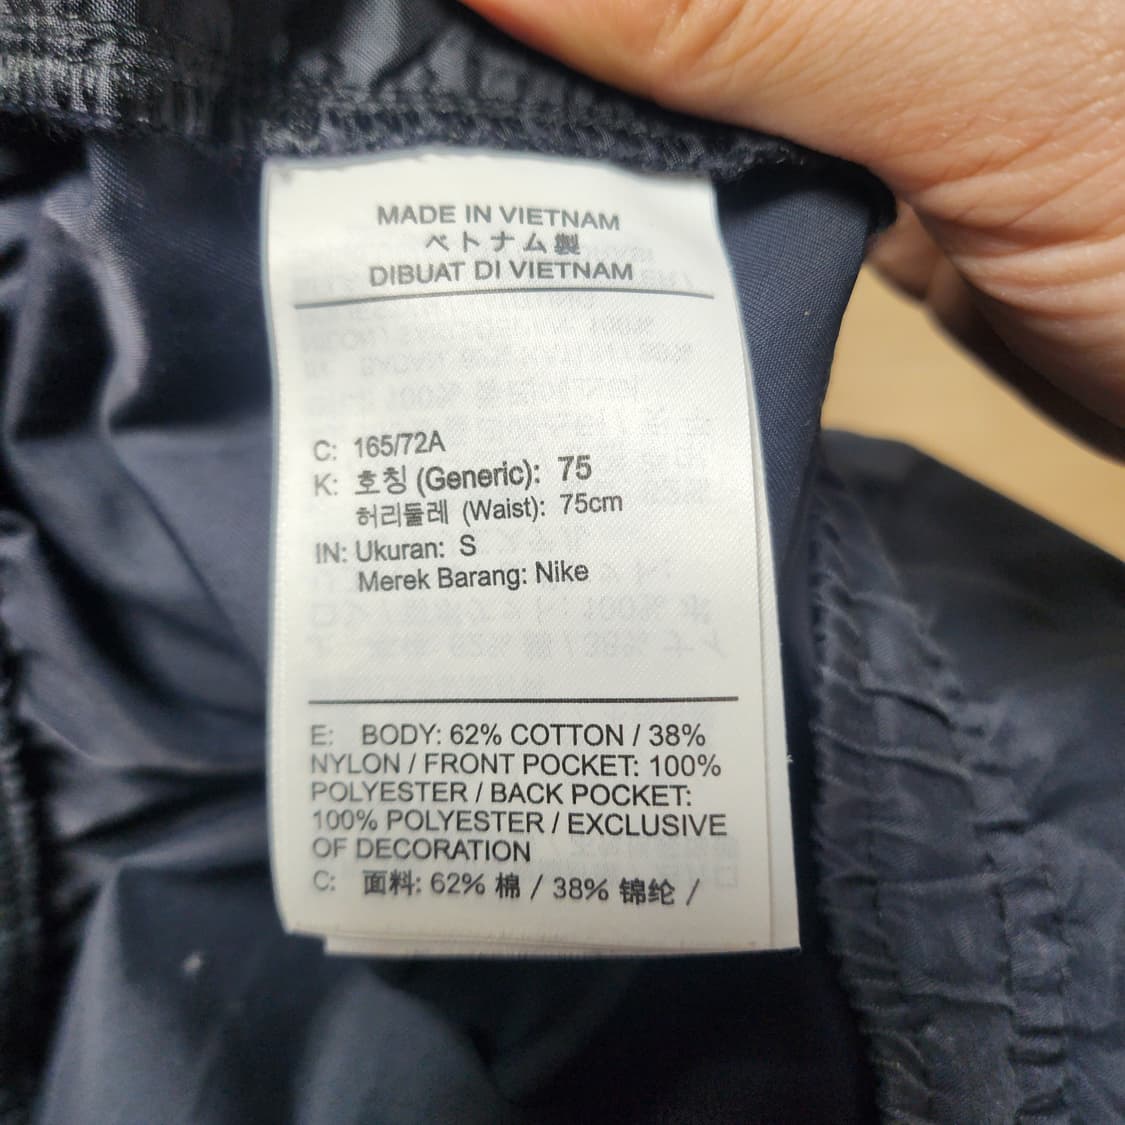 MADE IN VIETNAM
ベトナム製
DIBUAT DI VIETNAM
C: 165/72A
K: 호칭 (Generic): 75
허리둘레 (Waist): 75cm
IN: Ukuran: S
Merek Barang: Nike
E: BODY: 62% COTTON / 38%
NYLON / FRONT POCKET: 100%
POLYESTER / BACK POCKET:
100% POLYESTER / EXCLUSIVE
OF DECORATION
C: 面料: 62% 棉 / 38% 锦纶 /